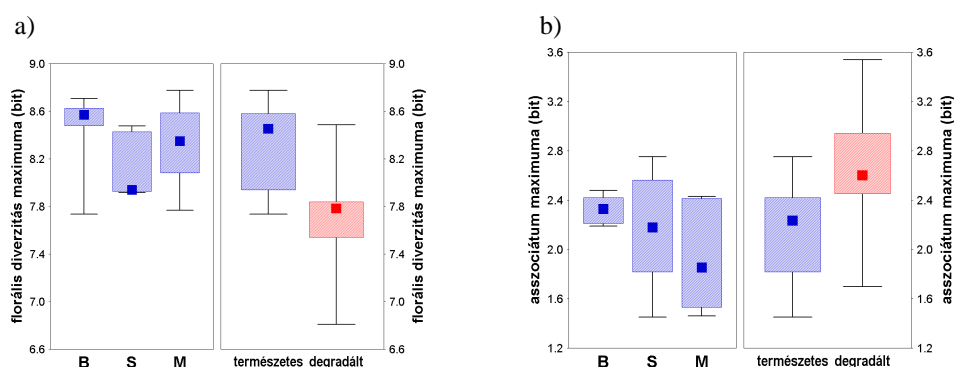 a)
florális diverzitás maximuma (bit)
9.0
8.6
8.2
7.8
7.4
7.0
6.6
B S M
természetes degradált
9.0
8.6
8.2
7.8
7.4
7.0
6.6
florális diverzitás maximuma (bit)
b)
asszociátum maximuma (bit)
3.6
3.2
2.8
2.4
2.0
1.6
1.2
B S M
természetes degradált
3.6
3.2
2.8
2.4
2.0
1.6
1.2
asszociátum maximuma (bit)